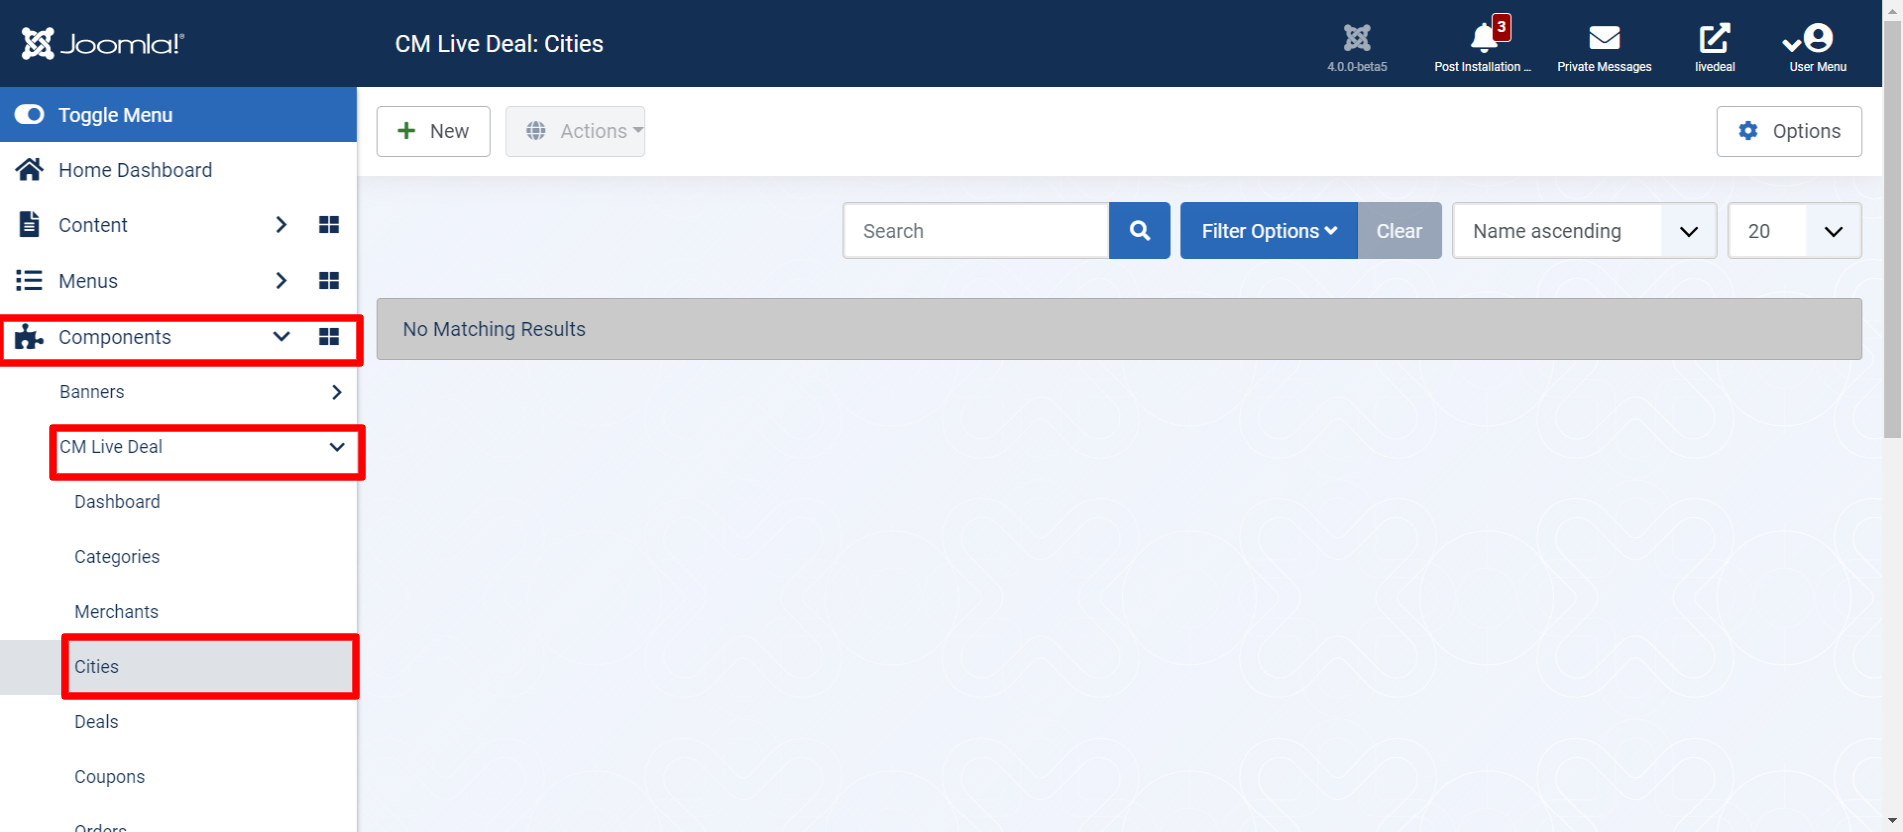 Joomla!®
CM Live Deal: Cities
4.0.0-beta5
3
Post Installation ...
Private Messages
livedeal
User Menu
Toggle Menu
Home Dashboard
Content
Menus
Components
Banners
CM Live Deal
Dashboard
Categories
Merchants
Cities
Deals
Coupons
Orders
New
Actions
Options
Search
Filter Options
Clear
Name ascending
20
No Matching Results